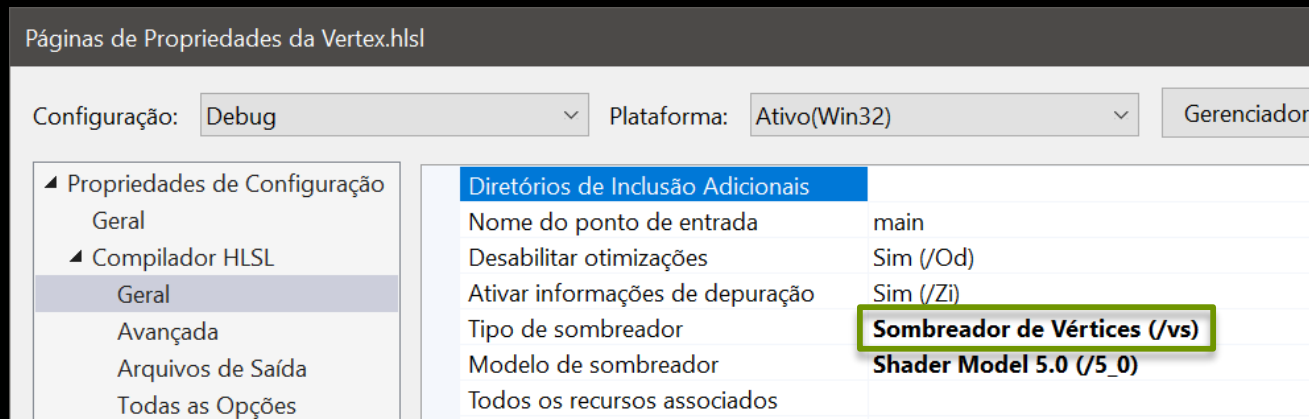 Páginas de Propriedades da Vertex.hlsl
Configuração: Debug Plataforma: Ativo(Win32) Gerenciador
Propriedades de Configuração
Geral
Compilador HLSL
Geral
Avançada
Arquivos de Saída
Todas as Opções
Diretórios de Inclusão Adicionais
Nome do ponto de entrada main
Desabilitar otimizações Sim (/Od)
Ativar informações de depuração Sim (/Zi)
Tipo de sombreador Sombreador de Vértices (/vs)
Modelo de sombreador Shader Model 5.0 (/5_0)
Todos os recursos associados